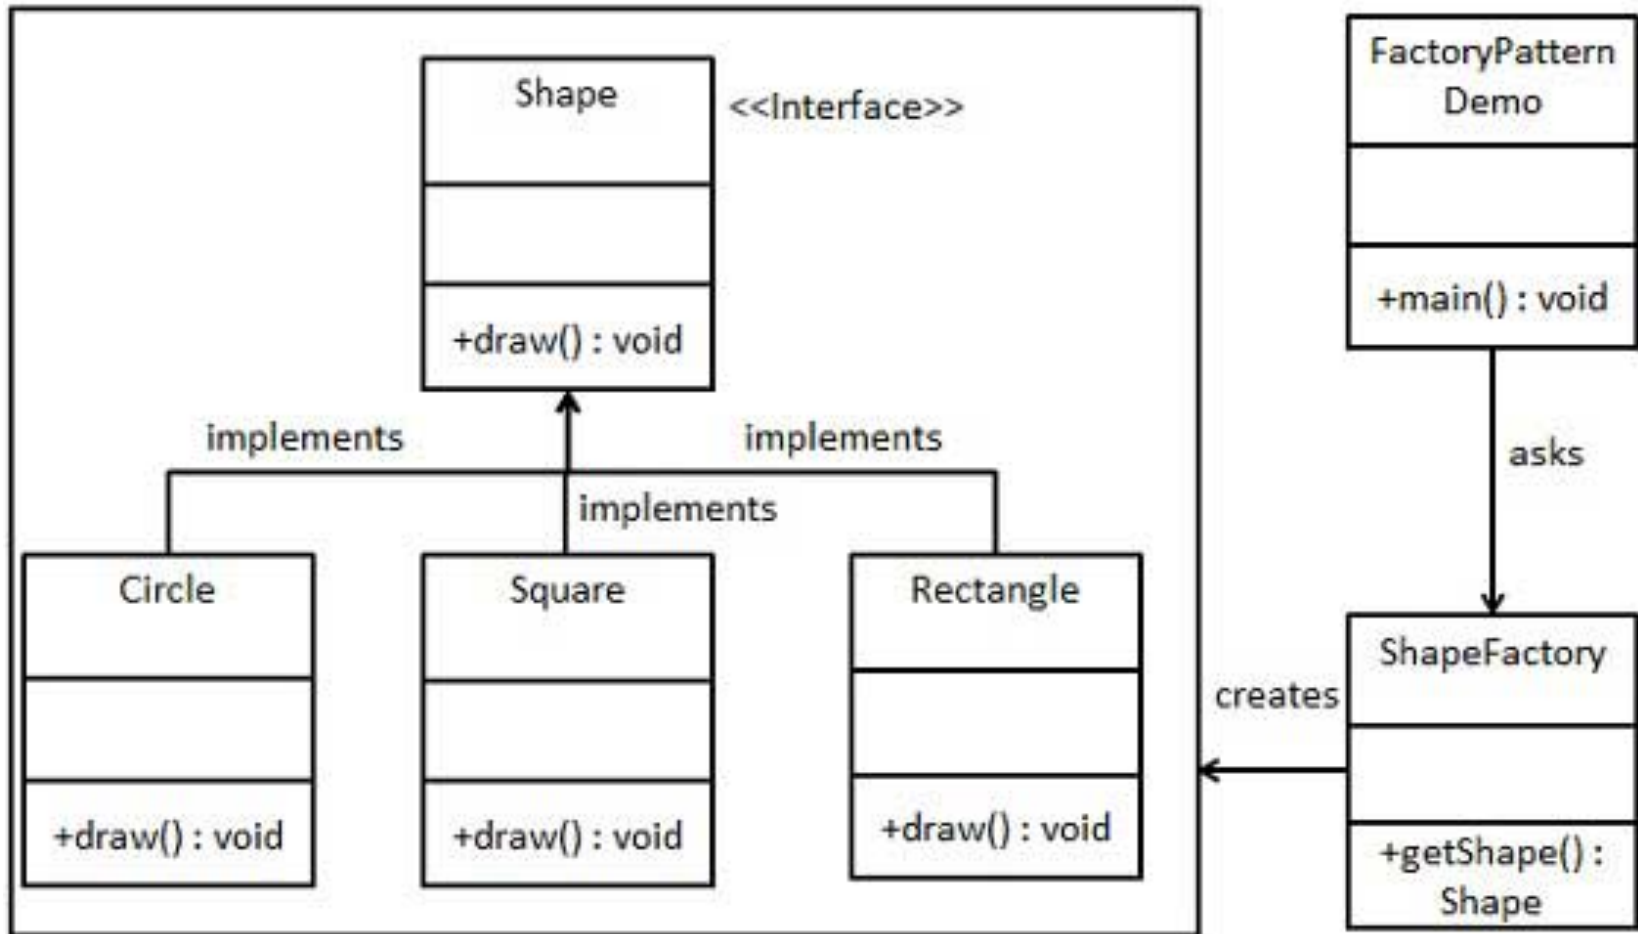 Shape
<<Interface>>
+draw() : void
implements
implements
implements
Circle
+draw() : void
Square
+draw() : void
Rectangle
+draw() : void
FactoryPattern
Demo
+main() : void
asks
ShapeFactory
+getShape() :
Shape
creates